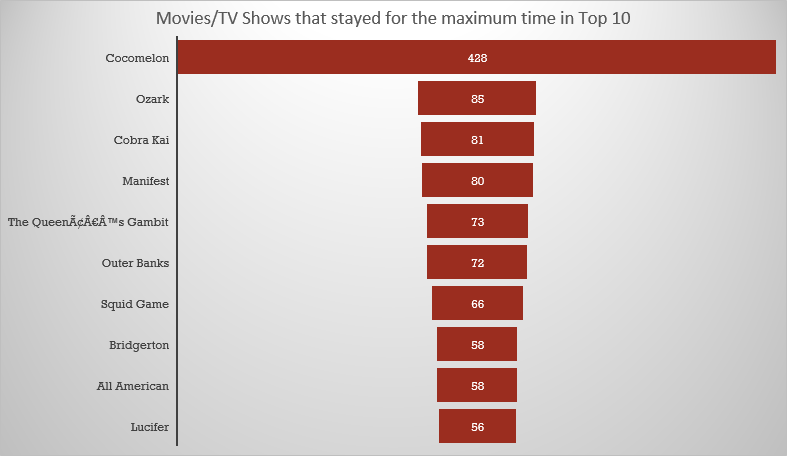 Movies/TV Shows that stayed for the maximum time in Top 10
Cocomelon 428
Ozark 85
Cobra Kai 81
Manifest 80
The QueenÃ¢Â€Â™s Gambit 73
Outer Banks 72
Squid Game 66
Bridgerton 58
All American 58
Lucifer 56